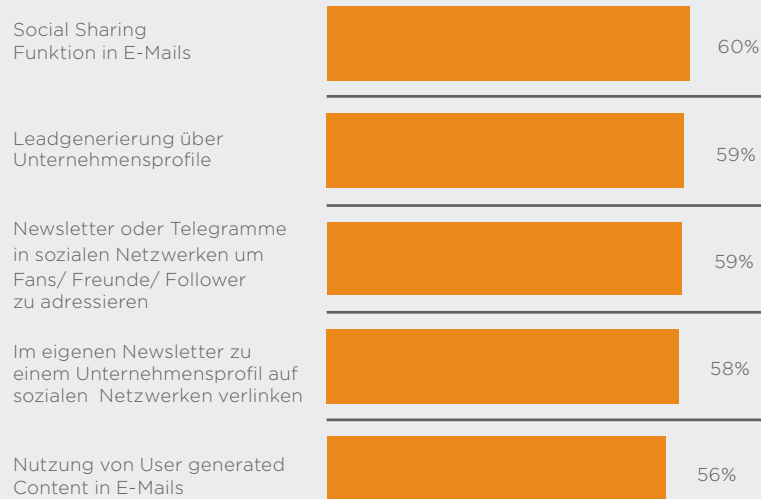 Social Sharing
Funktion in E-Mails
60%
Leadgenerierung über
Unternehmensprofile
59%
Newsletter oder Telegramme
in sozialen Netzwerken um
Fans/ Freunde/ Follower
zu adressieren
59%
Im eigenen Newsletter zu
einem Unternehmensprofil auf
sozialen Netzwerken verlinken
58%
Nutzung von User generated
Content in E-Mails
56%